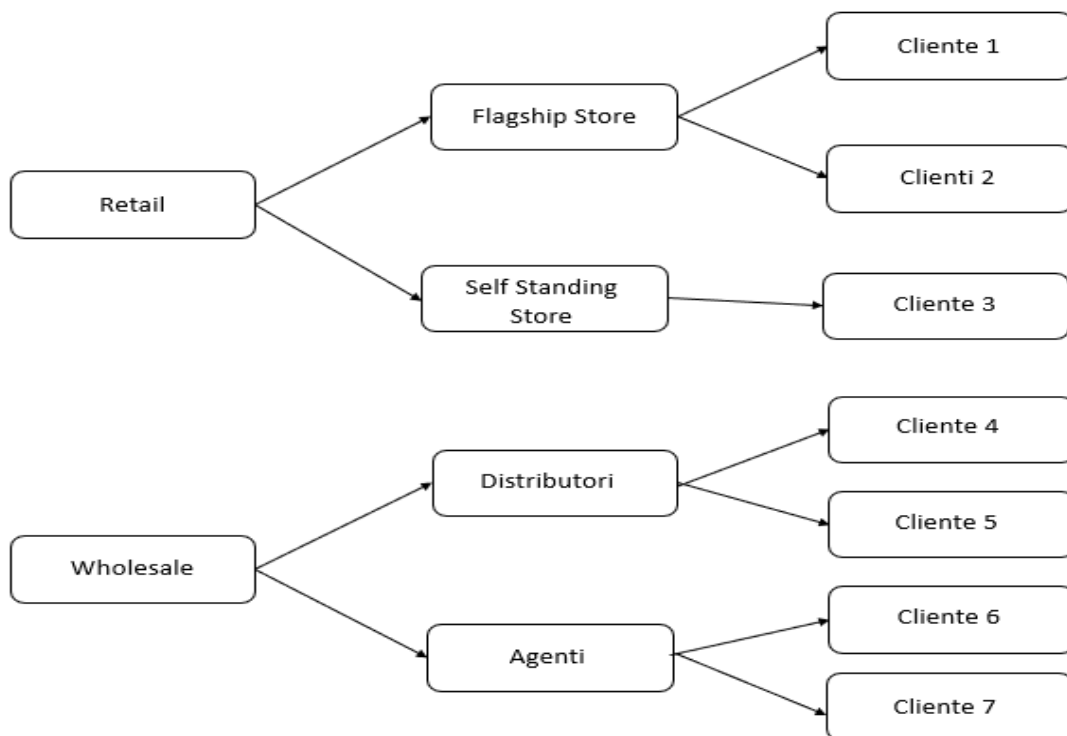 Cliente 1
Flagship Store
Clienti 2
Retail
Self Standing
Store
Cliente 3
Cliente 4
Distributori
Cliente 5
Wholesale
Cliente 6
Agenti
Cliente 7